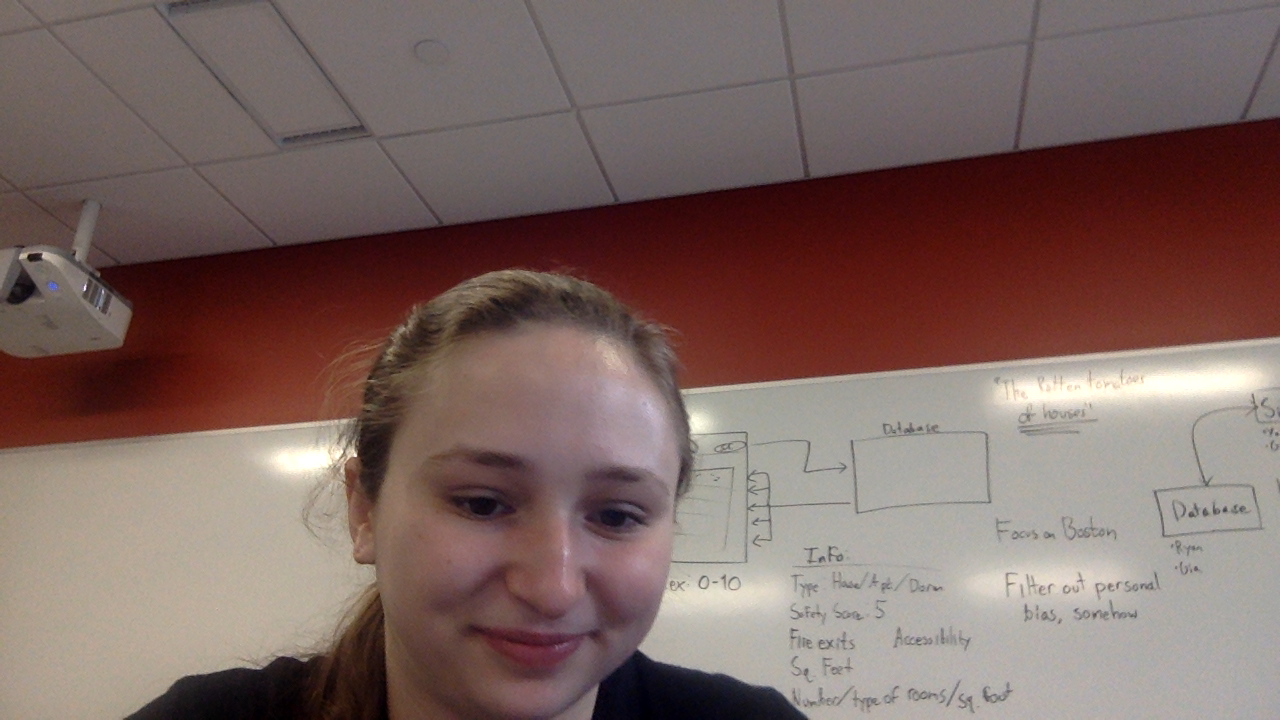 "The Rotten tomatoes
of houses"
Database
Database
Focus on Boston
Info:
ex: 0-10
Type: House/Apt/Dorm
Filter out personal
bias, somehow
Safety Score: 5
Fire exits Accessibility
Sq. Feet
Number/type of rooms/sq. foot